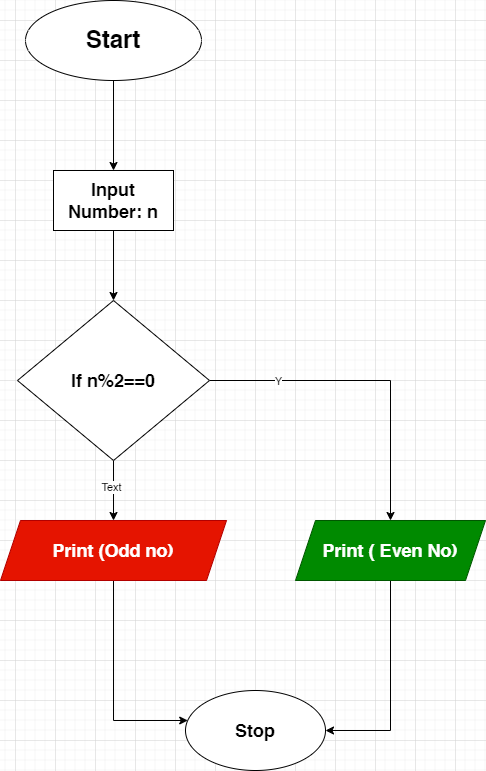 Start
Input
Number: n
If n%2==0
Y
Text
Print (Odd no)
Print ( Even No)
Stop